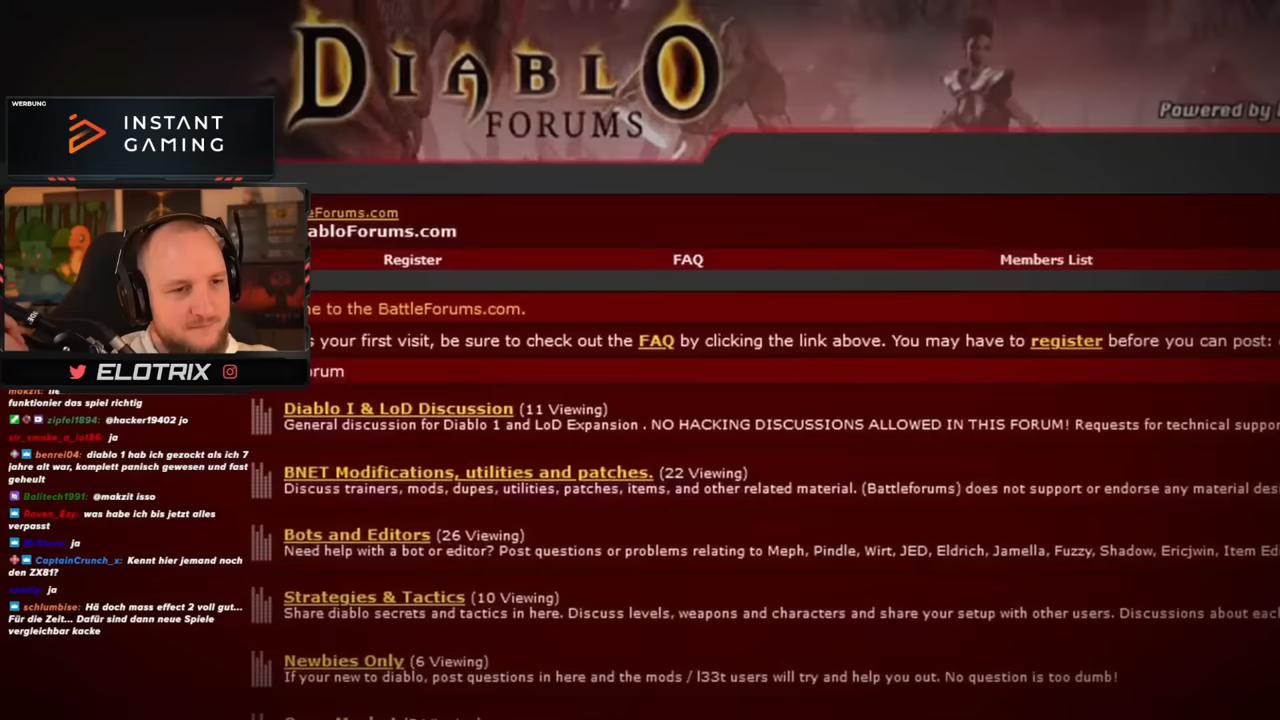 DIABLO
FORUMS
Powered by
WERBUNG
INSTANT
GAMING
eForums.com
abloForums.com
Register FAQ Members List
e to the BattleForums.com.
s your first visit, be sure to check out the FAQ by clicking the link above. You may have to register before you can post:
ELOTRIX
orum
funktionier das spiel richtig
zipfel1894: @hacker19402 jo
sir_smoke_a_lot86: ja
benrei04: diablo 1 hab ich gezockt als ich 7
jahre alt war, komplett panisch gewesen und fast
geheult
Balitech1991: @makzit isso
Raven_Ezy: was habe ich bis jetzt alles
verpasst
ja
CaptainCrunch_x: Kennt hier jemand noch
den ZX81?
ja
schlumbise: Hä doch mass effect 2 voll gut...
Für die Zeit... Dafür sind dann neue Spiele
vergleichbar kacke
Diablo I & LoD Discussion (11 Viewing)
General discussion for Diablo 1 and LoD Expansion . NO HACKING DISCUSSIONS ALLOWED IN THIS FORUM! Requests for technical suppor
BNET Modifications, utilities and patches. (22 Viewing)
Discuss trainers, mods, dupes, utilities, patches, items, and other related material. (Battleforums) does not support or endorse any material des
Bots and Editors (26 Viewing)
Need help with a bot or editor? Post questions or problems relating to Meph, Pindle, Wirt, JED, Eldrich, Jamella, Fuzzy, Shadow, Ericjwin, Item Ed
Strategies & Tactics (10 Viewing)
Share diablo secrets and tactics in here. Discuss levels, weapons and characters and share your setup with other users. Discussions about eac
Newbies Only (6 Viewing)
If your new to diablo, post questions in here and the mods / l33t users will try and help you out. No question is too dumb!